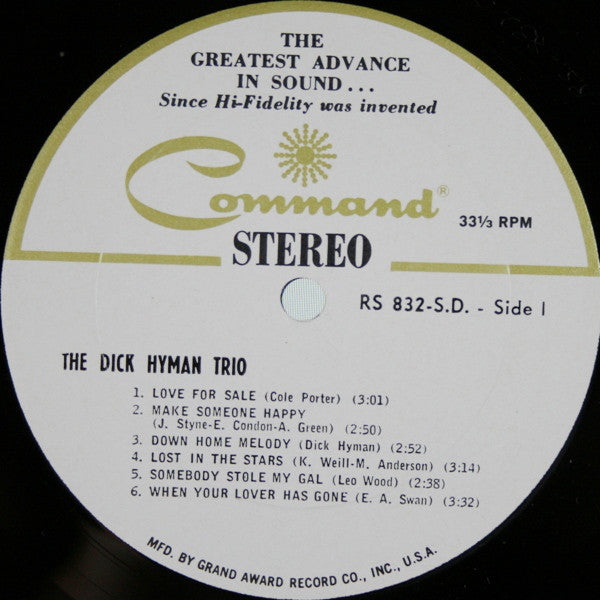 THE
GREATEST ADVANCE
IN SOUND...
Since Hi-Fidelity was invented
Command®
33⅓ RPM
STEREO
RS 832-S.D. - Side 1
THE DICK HYMAN TRIO
1. LOVE FOR SALE (Cole Porter) (3:01)
2. MAKE SOMEONE HAPPY
(J. Styne-E. Condon-A. Green) (2:50)
3. DOWN HOME MELODY (Dick Hyman) (2:52)
4. LOST IN THE STARS (K. Weill-M. Anderson) (3:14)
5. SOMEBODY STOLE MY GAL (Leo Wood) (2:38)
6. WHEN YOUR LOVER HAS GONE (E. A. Swan) (3:32)
MFD. BY GRAND AWARD RECORD CO., INC., U.S.A.